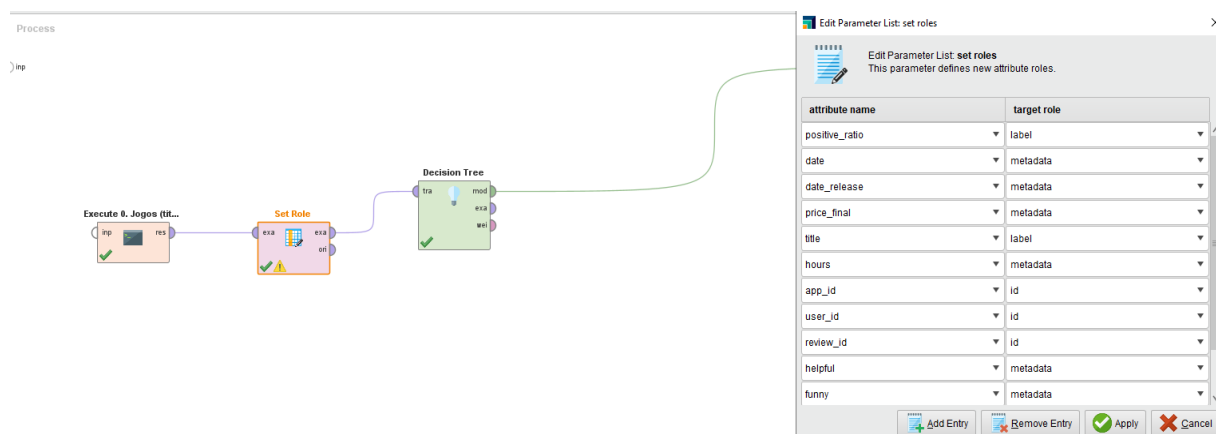 Process
inp
Execute 0. Jogos (tit...
inp
res
Set Role
exa
exa
ori
Decision Tree
tra
mod
exa
wei
Edit Parameter List: set roles
Edit Parameter List: set roles
This parameter defines new attribute roles.
attribute name target role
positive_ratio label
date metadata
date_release metadata
price_final metadata
title label
hours metadata
app_id id
user_id id
review_id id
helpful metadata
funny metadata
Add Entry Remove Entry Apply Cancel